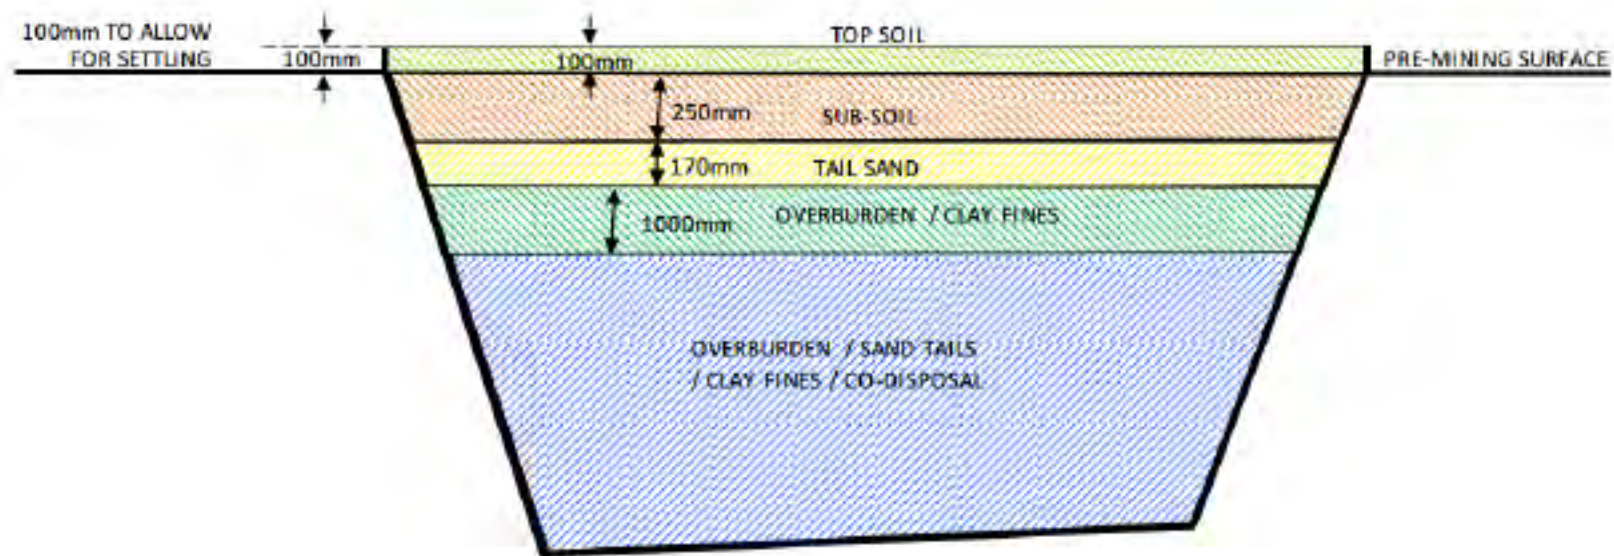 100mm TO ALLOW
FOR SETTLING
100mm
100mm
TOP SOIL
PRE-MINING SURFACE
250mm
SUB-SOIL
170mm
TAIL SAND
1000mm
OVERBURDEN / CLAY FINES
OVERBURDEN / SAND TAILS
/ CLAY FINES / CO-DISPOSAL